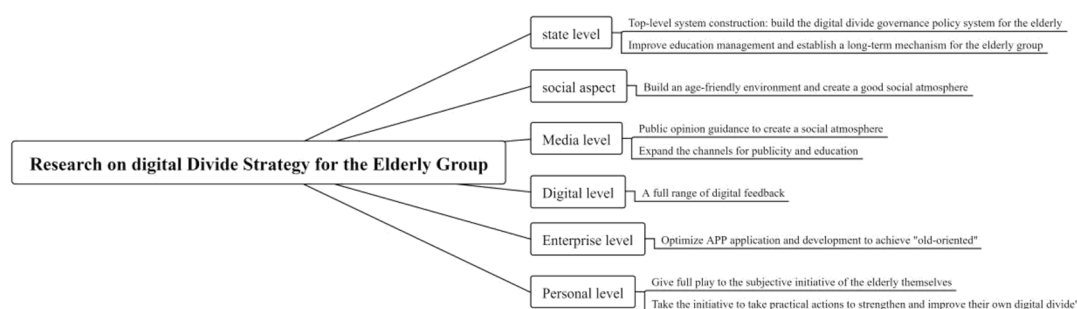 Research on digital Divide Strategy for the Elderly Group
state level
Top-level system construction: build the digital divide governance policy system for the elderly
Improve education management and establish a long-term mechanism for the elderly group
social aspect
Build an age-friendly environment and create a good social atmosphere
Media level
Public opinion guidance to create a social atmosphere
Expand the channels for publicity and education
Digital level
A full range of digital feedback
Enterprise level
Optimize APP application and development to achieve "old-oriented"
Personal level
Give full play to the subjective initiative of the elderly themselves
Take the initiative to take practical actions to strengthen and improve their own digital divide'